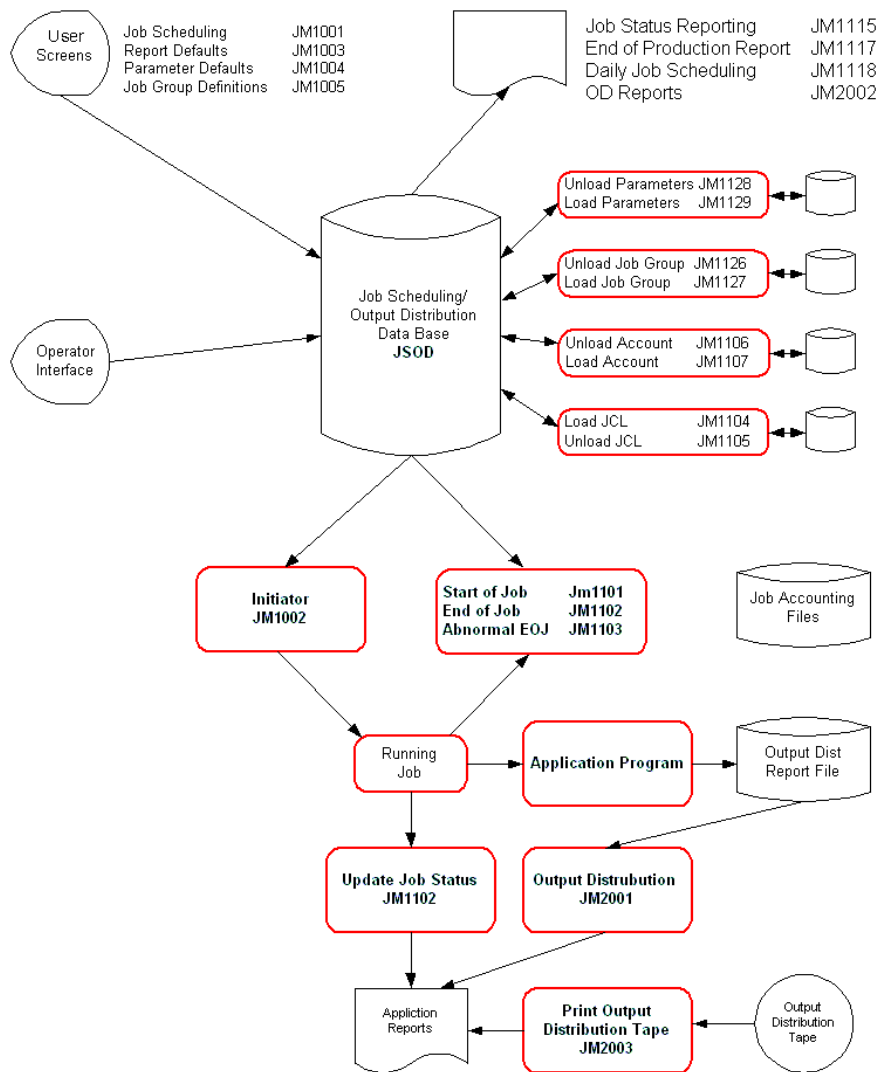 User
Screens
Job Scheduling JM1001
Report Defaults JM1003
Parameter Defaults JM1004
Job Group Definitions JM1005
Job Status Reporting JM1115
End of Production Report JM1117
Daily Job Scheduling JM1118
OD Reports JM2002
Unload Parameters JM1128
Load Parameters JM1129
Unload Job Group JM1126
Load Job Group JM1127
Job Scheduling/
Output Distribution
Data Base
JSOD
Operator
Interface
Unload Account JM1106
Load Account JM1107
Load JCL JM1104
Unload JCL JM1105
Initiator
JM1002
Start of Job Jm1101
End of Job JM1102
Abnormal EOJ JM1103
Job Accounting
Files
Running
Job
Application Program
Output Dist
Report File
Update Job Status
JM1102
Output Distrubution
JM2001
Appliction
Reports
Print Output
Distribution Tape
JM2003
Output
Distribution
Tape